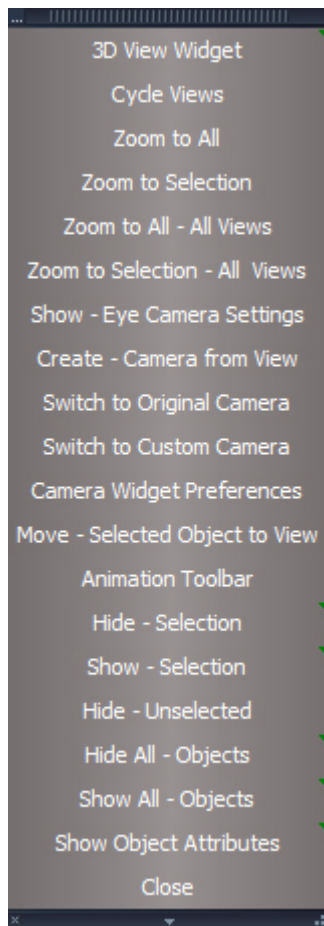 ...
3D View Widget
Cycle Views
Zoom to All
Zoom to Selection
Zoom to All - All Views
Zoom to Selection - All  Views
Show - Eye Camera Settings
Create - Camera from View
Switch to Original Camera
Switch to Custom Camera
Camera Widget Preferences
Move - Selected Object to View
Animation Toolbar
Hide - Selection
Show - Selection
Hide - Unselected
Hide All - Objects
Show All - Objects
Show Object Attributes
Close